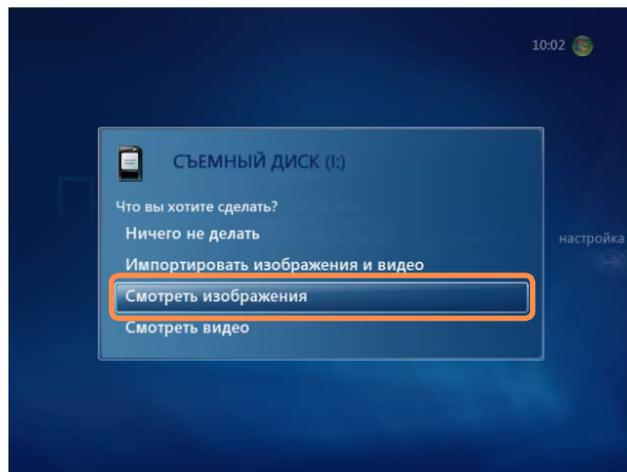 10:02
СЪЕМНЫЙ ДИСК (I:)
Что вы хотите сделать?
Ничего не делать
настройка
Импортировать изображения и видео
Смотреть изображения
Смотреть видео